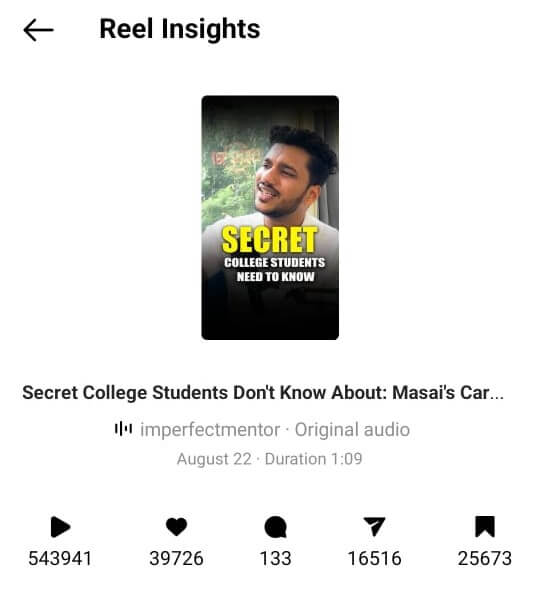 Reel Insights
SECRET
COLLEGE STUDENTS
NEED TO KNOW
Secret College Students Don't Know About: Masai's Car...
imperfectmentor · Original audio
August 22 · Duration 1:09
543941 39726 133 16516 25673